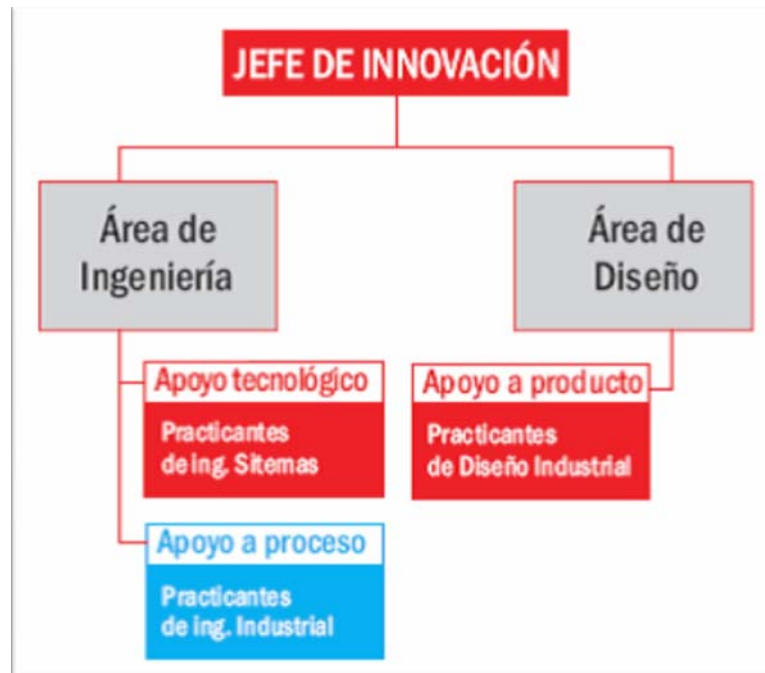 JEFE DE INNOVACIÓN
Área de
Ingeniería
Área de
Diseño
Apoyo tecnológico
Practicantes
de ing. Sitemas
Apoyo a producto
Practicantes
de Diseño Industrial
Apoyo a proceso
Practicantes
de ing. Industrial